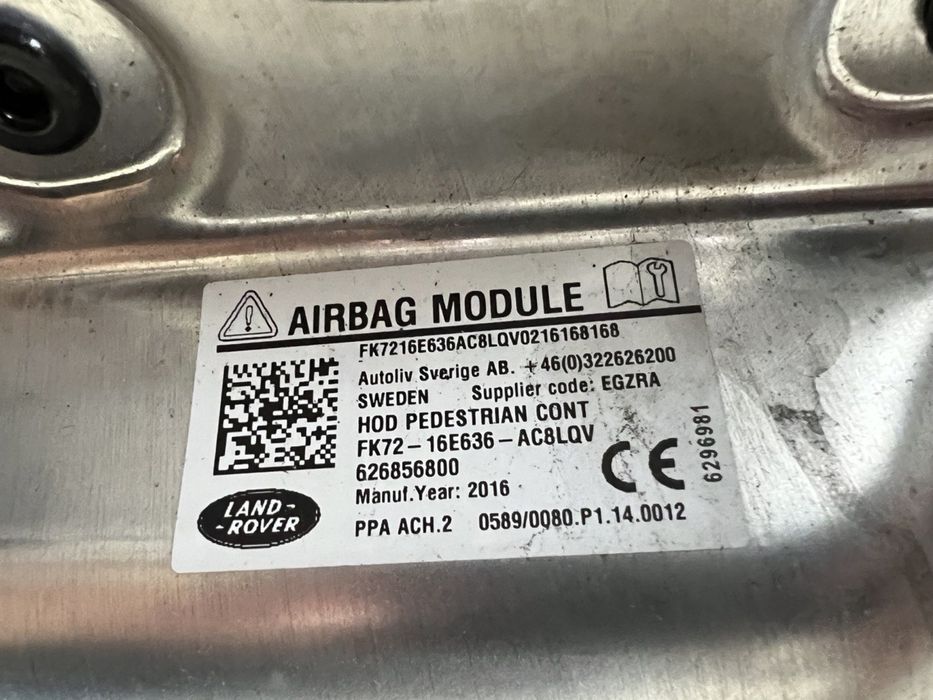 AIRBAG MODULE
FK7216E636AC8LQV0216168168
Autoliv Sverige AB. +46(0)322626200
SWEDEN Supplier code: EGZRA
HOD PEDESTRIAN CONT
FK72-16E636-AC8LQV
626856800
CE
6296981
Manuf.Year: 2016
LAND-
-ROVER
PPA ACH.2 0589/0080.P1.14.0012